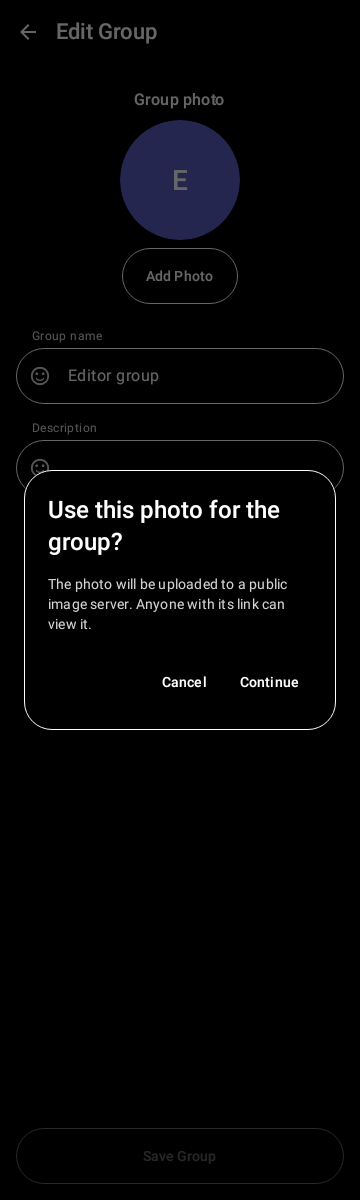 Edit Group
Group photo
E
Add Photo
Group name
Editor group
Description
Use this photo for the
group?
The photo will be uploaded to a public
image server. Anyone with its link can
view it.
Cancel
Continue
Save Group